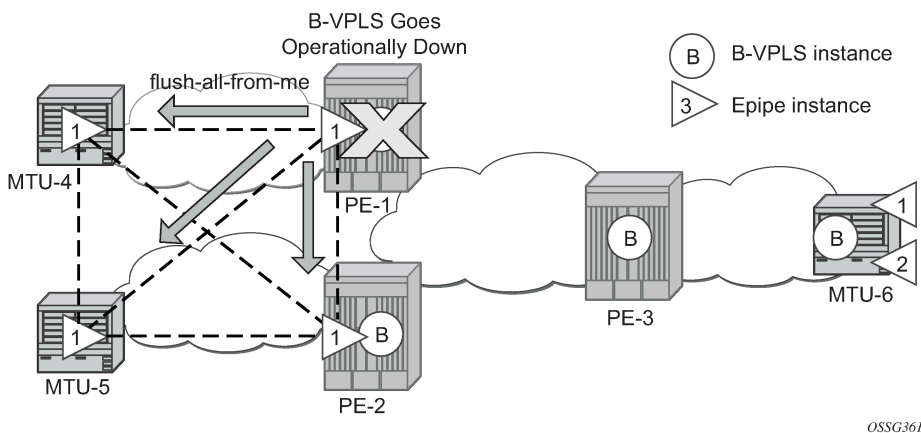 B-VPLS Goes
Operationally Down
flush-all-from-me
B
B-VPLS instance
3
Epipe instance
1
1
MTU-4
PE-1
1
B
B
2
MTU-6
PE-3
1
1
B
MTU-5
PE-2
OSSG361